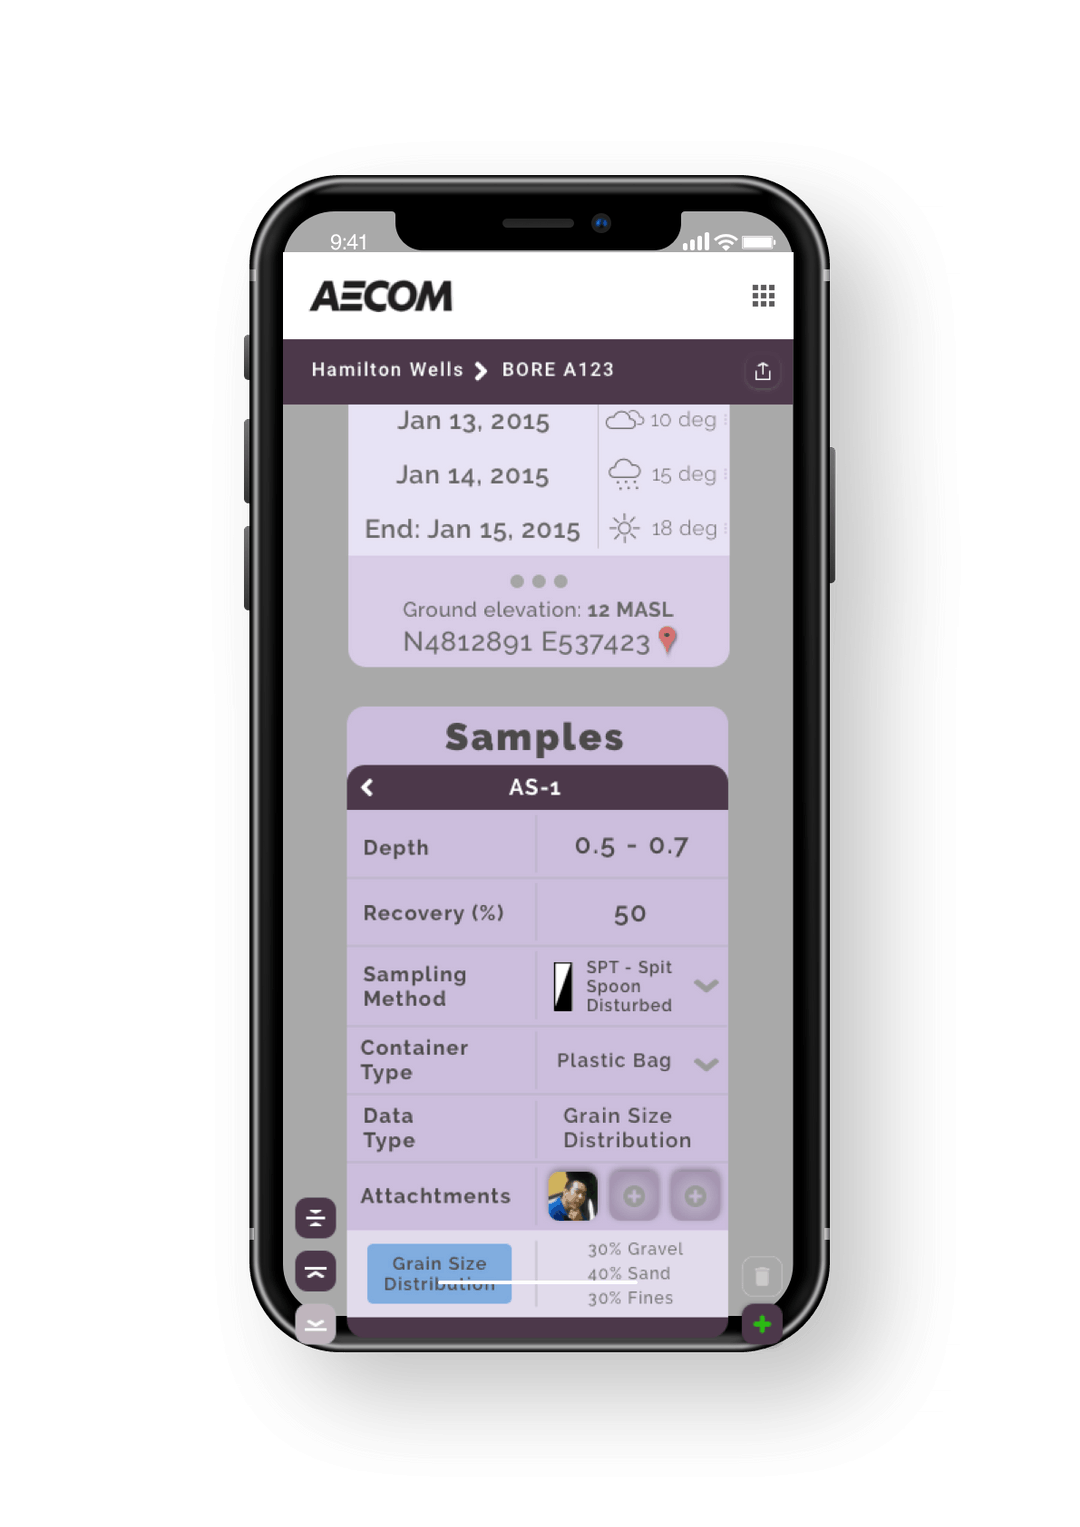 9:41
AECOM
Hamilton Wells BORE A123
Jan 13, 2015 10 deg
Jan 14, 2015 15 deg
End: Jan 15, 2015 18 deg
Ground elevation: 12 MASL
N4812891 E537423
Samples
AS-1
Depth 0.5 - 0.7
Recovery (%) 50
Sampling
Method
SPT - Spit
Spoon
Disturbed
Container
Type
Plastic Bag
Data
Type
Grain Size
Distribution
Attachtments
Grain Size
Distribution
30% Gravel
40% Sand
30% Fines